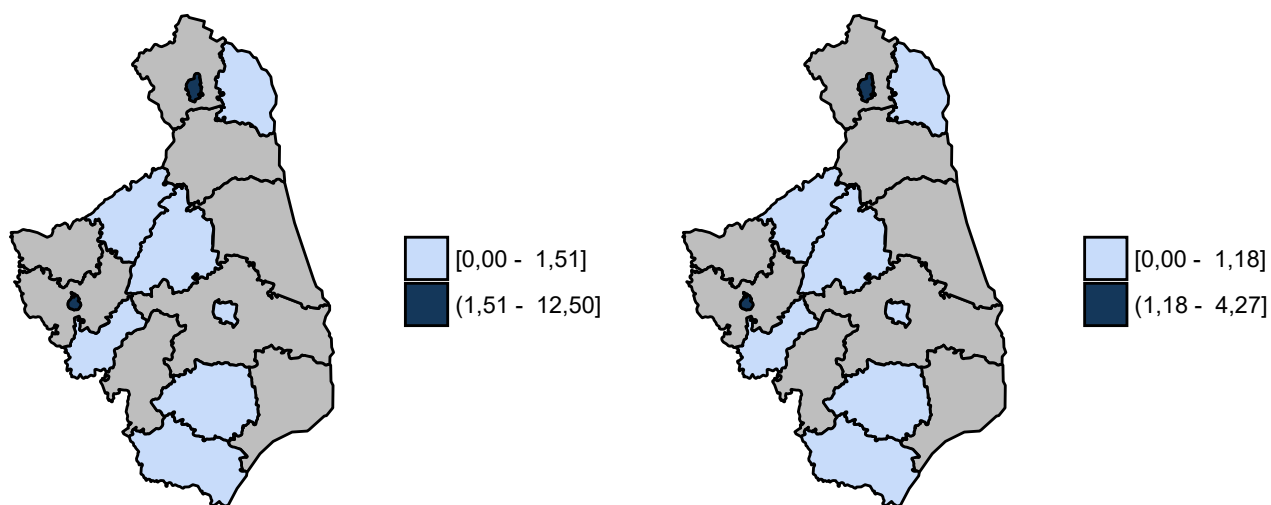 [0,00 -  1,51]
(1,51 -  12,50]
[0,00 -  1,18]
(1,18 -  4,27]